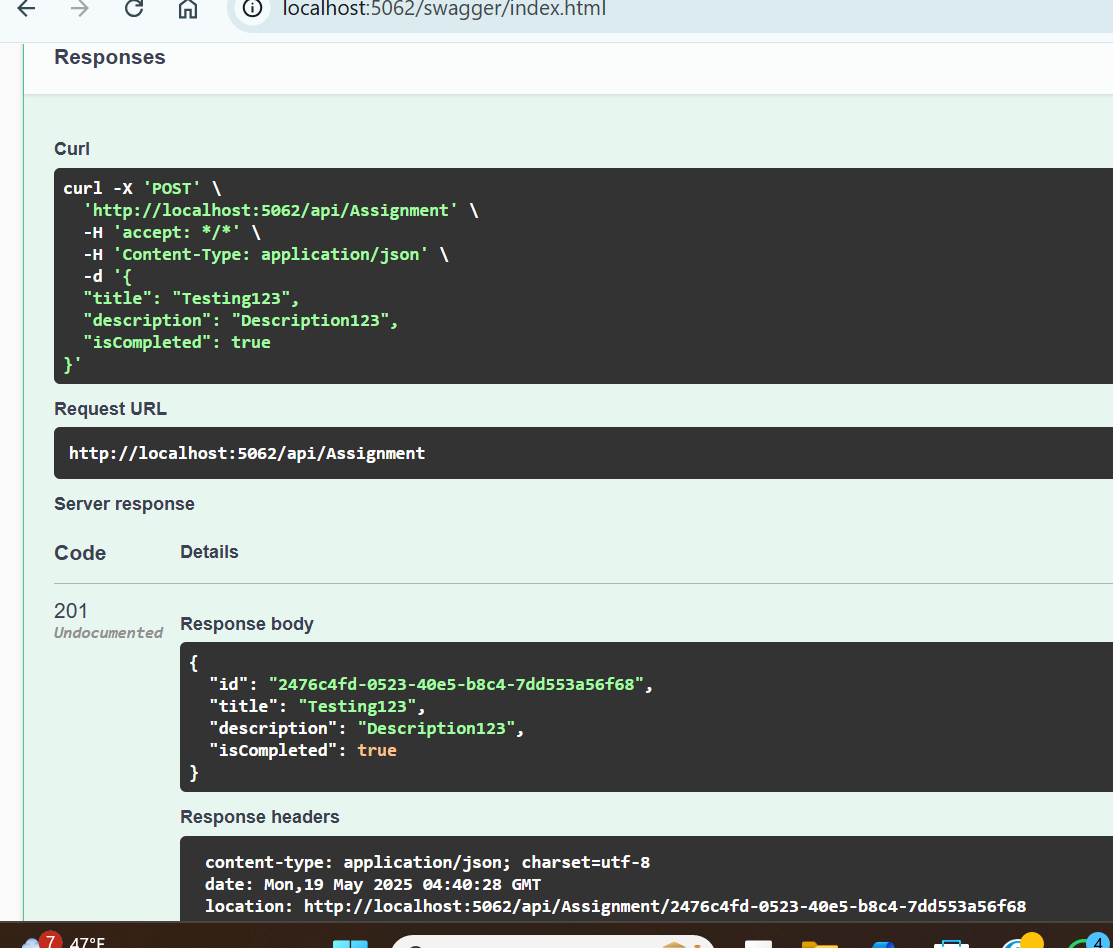 localhost:5062/swagger/index.html
Responses
Curl
curl -X 'POST' \
  'http://localhost:5062/api/Assignment' \
  -H 'accept: */*' \
  -H 'Content-Type: application/json' \
  -d '{
  "title": "Testing123",
  "description": "Description123",
  "isCompleted": true
}'
Request URL
http://localhost:5062/api/Assignment
Server response
Code Details
201
Undocumented
Response body
{
  "id": "2476c4fd-0523-40e5-b8c4-7dd553a56f68",
  "title": "Testing123",
  "description": "Description123",
  "isCompleted": true
}
Response headers
content-type: application/json; charset=utf-8
date: Mon,19 May 2025 04:40:28 GMT
location: http://localhost:5062/api/Assignment/2476c4fd-0523-40e5-b8c4-7dd553a56f68
7 47°F 4